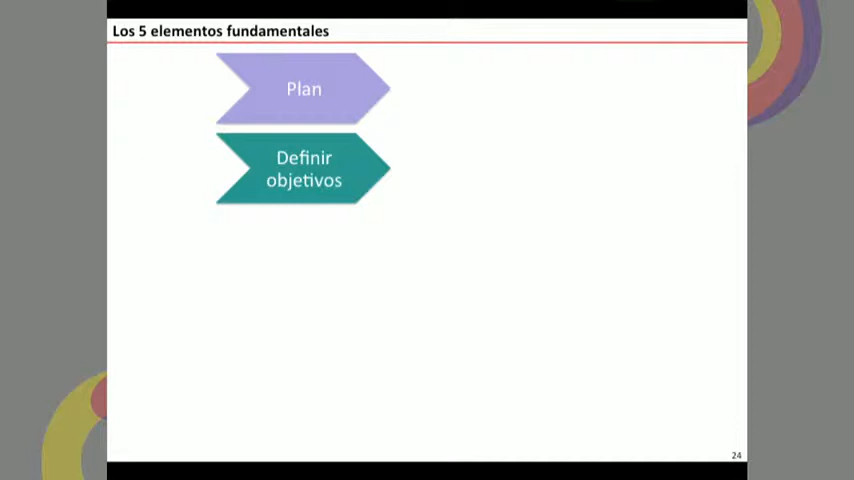 Los 5 elementos fundamentales
Plan
Definir
objetivos
24